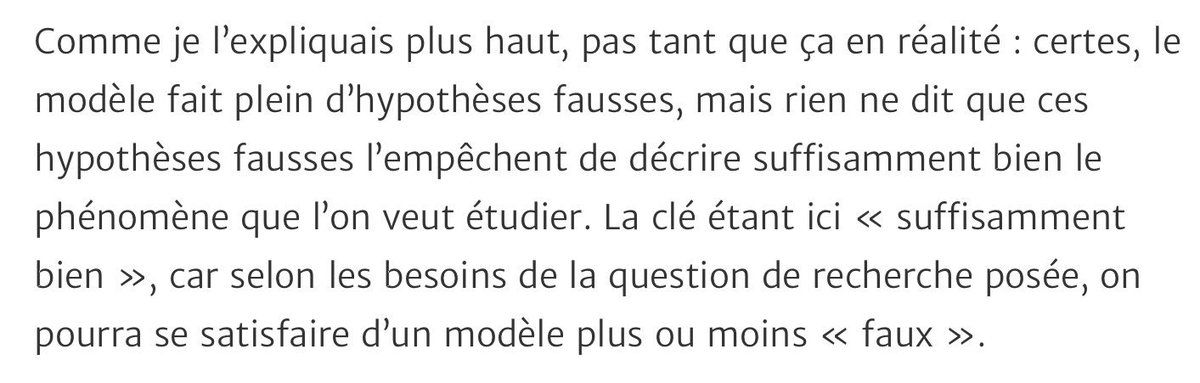 Comme je l’expliquais plus haut, pas tant que ça en réalité : certes, le
modèle fait plein d’hypothèses fausses, mais rien ne dit que ces
hypothèses fausses l’empêchent de décrire suffisamment bien le
phénomène que l’on veut étudier. La clé étant ici « suffisamment
bien », car selon les besoins de la question de recherche posée, on
pourra se satisfaire d’un modèle plus ou moins « faux ».